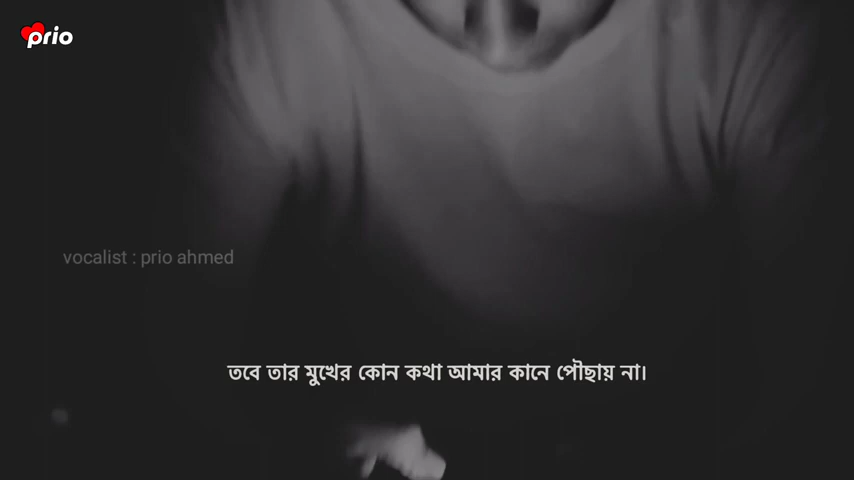 prio
vocalist : prio ahmed
তবে তার মুখের কোন কথা আমার কানে পৌছায় না।